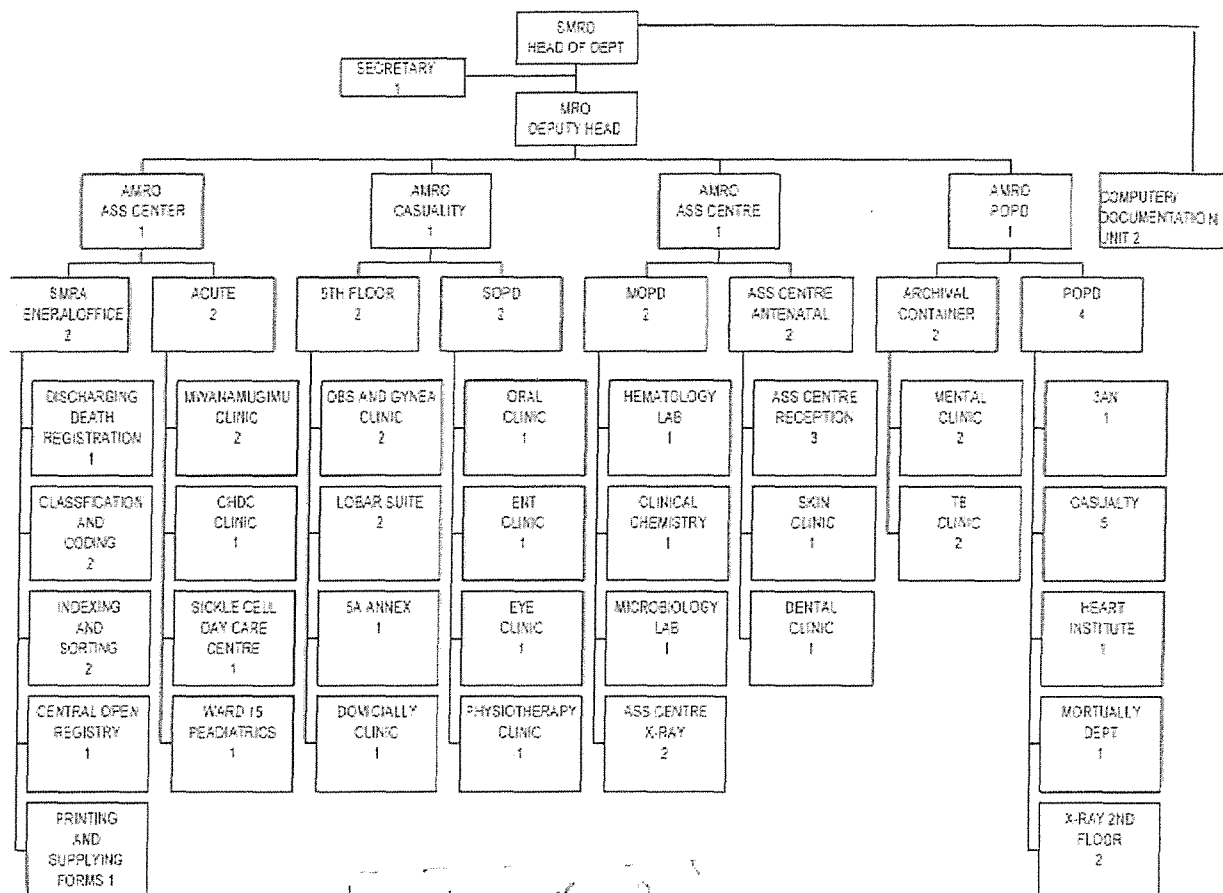 SMRO
HEAD OF DEPT
SECRETARY
1
MRO
DEPUTY HEAD
AMRO
ASS CENTER
1
AMRO
CASUALITY
1
AMRO
ASS CENTRE
1
AMRO
POPD
1
COMPUTER/
DOCUMENTATION
UNIT 2
SMRA
ENERALOFFICE
2
ACUTE
2
5TH FLOOR
2
SOPD
2
MOPD
2
ASS CENTRE
ANTENATAL
2
ARCHIVAL
CONTAINER
2
POPD
4
DISCHARGING
DEATH
REGISTRATION
1
MWANAMUGIMU
CLINIC
2
OBS AND GYNEA
CLINIC
2
ORAL
CLINIC
1
HEMATOLOGY
LAB
1
ASS CENTRE
RECEPTION
3
MENTAL
CLINIC
2
3AN
1
CLASSFICATION
AND
CODING
2
CHDC
CLINIC
1
LOBAR SUITE
2
ENT
CLINIC
1
CLINICAL
CHEMISTRY
1
SKIN
CLINIC
1
TB
CLINIC
2
CASUALTY
5
INDEXING
AND
SORTING
2
SICKLE CELL
DAY CARE
CENTRE
1
5A ANNEX
1
EYE
CLINIC
1
MICROBIOLOGY
LAB
1
DENTAL
CLINIC
1
HEART
INSTITUTE
1
CENTRAL OPEN
REGISTRY
1
WARD 15
PEADIATRICS
1
DOMICIALLY
CLINIC
1
PHYSIOTHERAPY
CLINIC
1
ASS CENTRE
X-RAY
2
MORTUALLY
DEPT
1
PRINTING
AND
SUPPLYING
FORMS 1
X-RAY 2ND
FLOOR
2